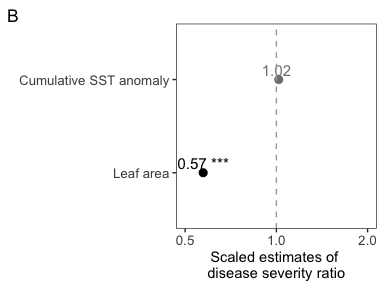 B
Cumulative SST anomaly
1.02
Leaf area
0.57 ***
0.5 1.0 2.0
Scaled estimates of
disease severity ratio